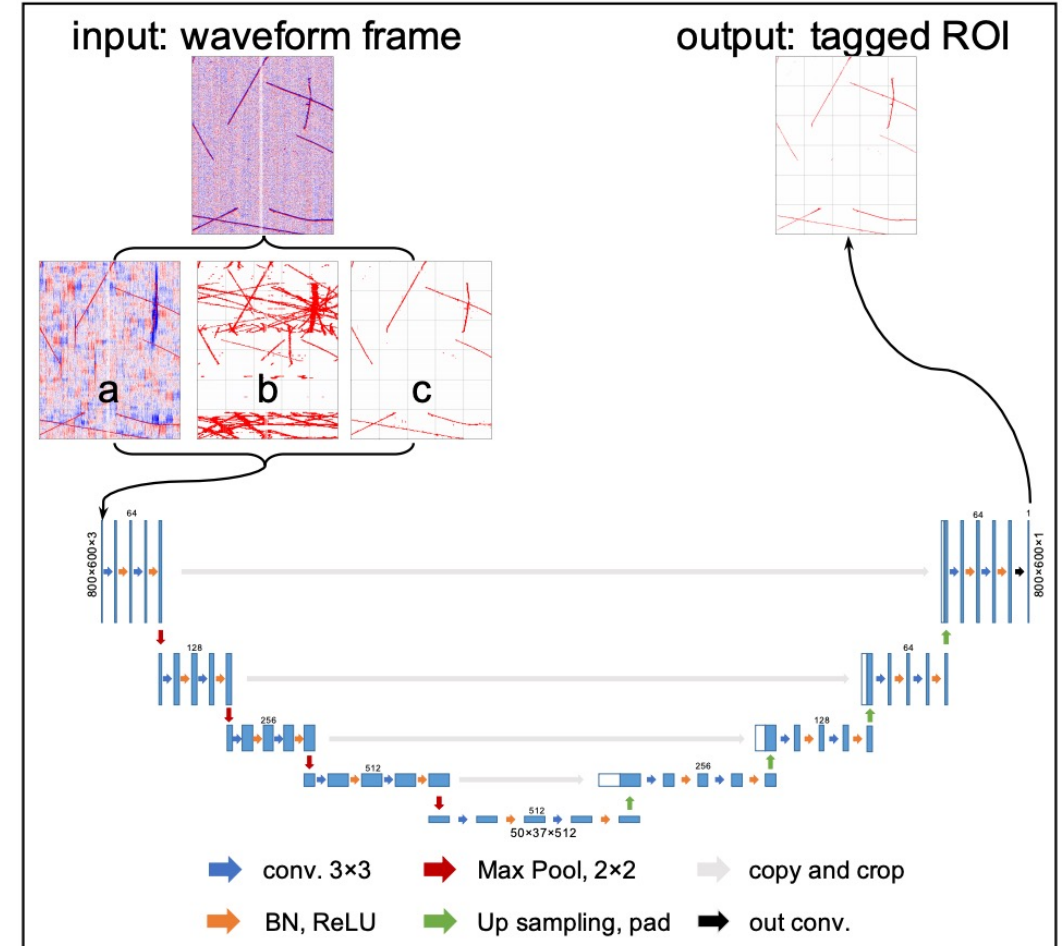 input: waveform frame
output: tagged ROI
a
b
c
64
800×600×3
64
1
800×600×1
128
64
256
128
512
256
512
50×37×512
conv. 3×3
Max Pool, 2×2
copy and crop
BN, ReLU
Up sampling, pad
out conv.